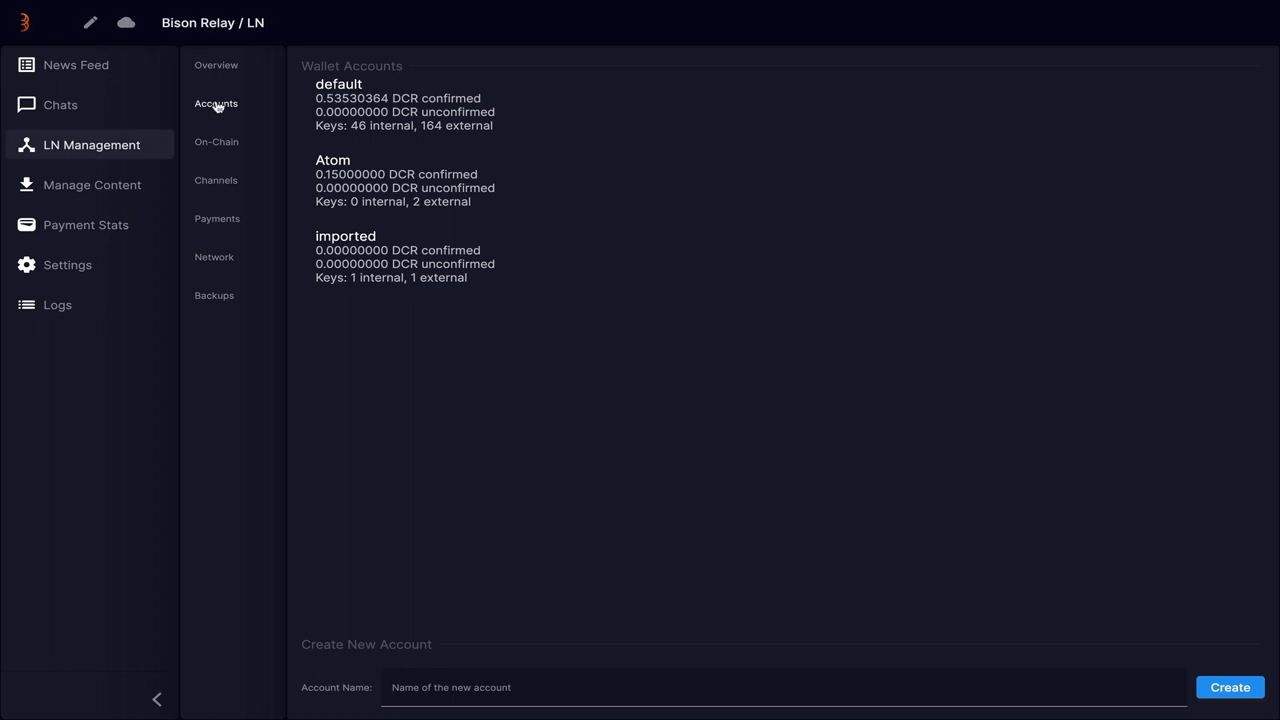 Bison Relay / LN
News Feed
Chats
LN Management
Manage Content
Payment Stats
Settings
Logs
Overview
Accounts
On-Chain
Channels
Payments
Network
Backups
Wallet Accounts
default
0.53530364 DCR confirmed
0.00000000 DCR unconfirmed
Keys: 46 internal, 164 external
Atom
0.15000000 DCR confirmed
0.00000000 DCR unconfirmed
Keys: 0 internal, 2 external
imported
0.00000000 DCR confirmed
0.00000000 DCR unconfirmed
Keys: 1 internal, 1 external
Create New Account
Account Name: Name of the new account Create